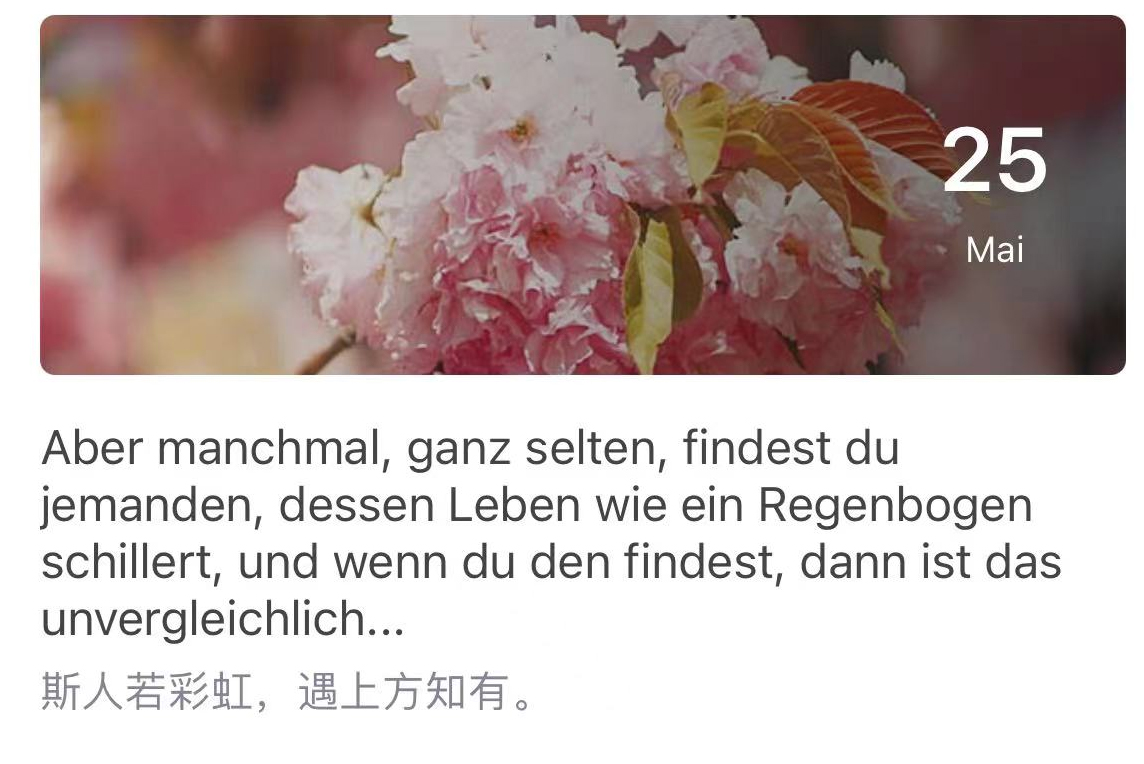 25
Mai
Aber manchmal, ganz selten, findest du
jemanden, dessen Leben wie ein Regenbogen
schillert, und wenn du den findest, dann ist das
unvergleichlich...
斯人若彩虹，遇上方知有。